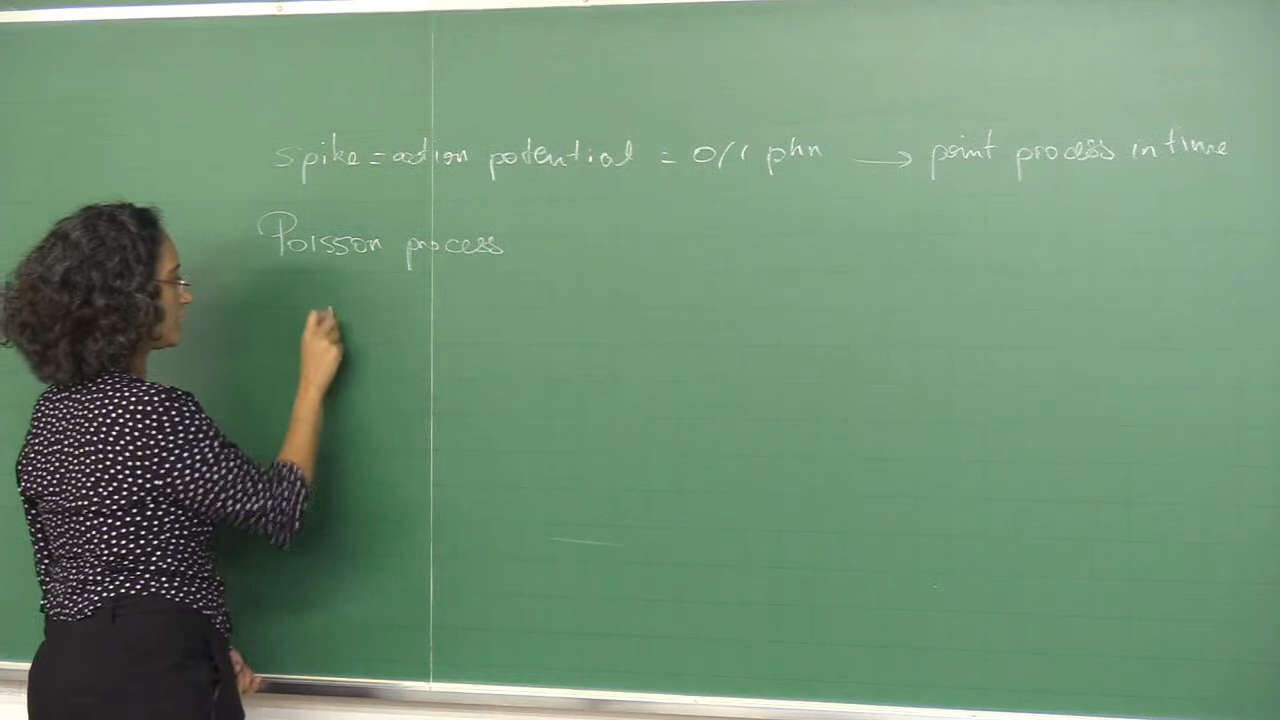 spike = action potential = 0/1 phn → point process in time
Poisson process